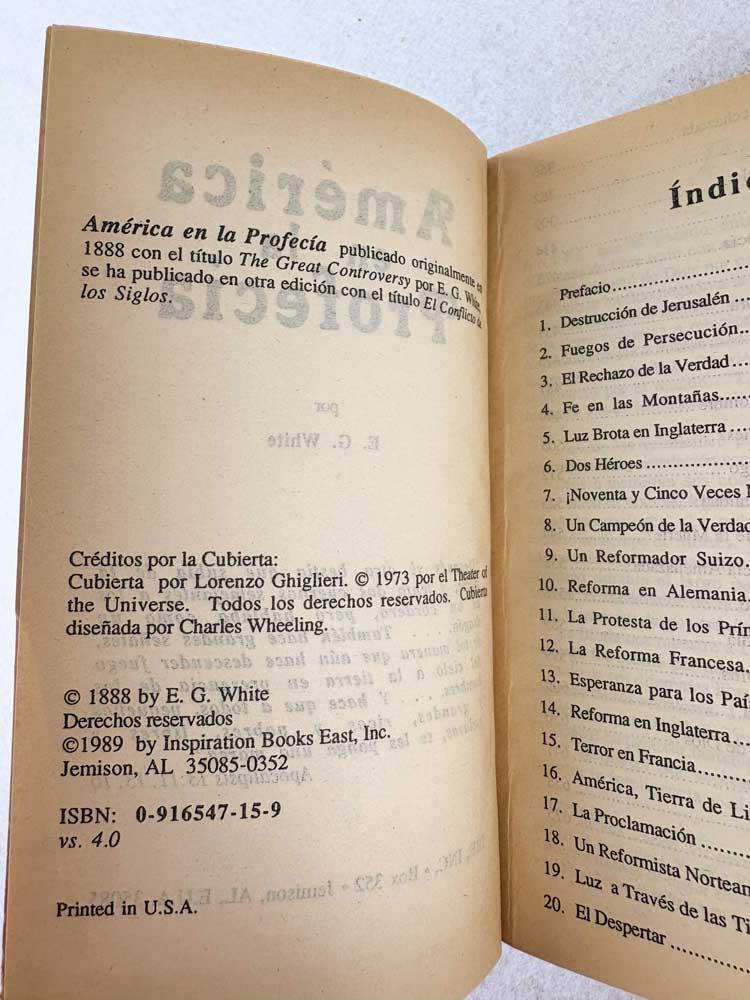 América en la Profecía publicado originalmente en
1888 con el título The Great Controversy por E. G. White,
se ha publicado en otra edición con el título El Conflicto de
los Siglos.
Créditos por la Cubierta:
Cubierta por Lorenzo Ghiglieri. © 1973 por el Theater of
the Universe. Todos los derechos reservados. Cubierta
diseñada por Charles Wheeling.
© 1888 by E. G. White
Derechos reservados
©1989 by Inspiration Books East, Inc.
Jemison, AL 35085-0352
ISBN: 0-916547-15-9
vs. 4.0
Printed in U.S.A.
Índic
Prefacio
1. Destrucción de Jerusalén
2. Fuegos de Persecución
3. El Rechazo de la Verdad
4. Fe en las Montañas
5. Luz Brota en Inglaterra
6. Dos Héroes
7. ¡Noventa y Cinco Veces
8. Un Campeón de la Verdad
9. Un Reformador Suizo
10. Reforma en Alemania
11. La Protesta de los Prín
12. La Reforma Francesa
13. Esperanza para los Paí
14. Reforma en Inglaterra
15. Terror en Francia
16. América, Tierra de Li
17. La Proclamación
18. Un Reformista Nortean
19. Luz a Través de las Ti
20. El Despertar